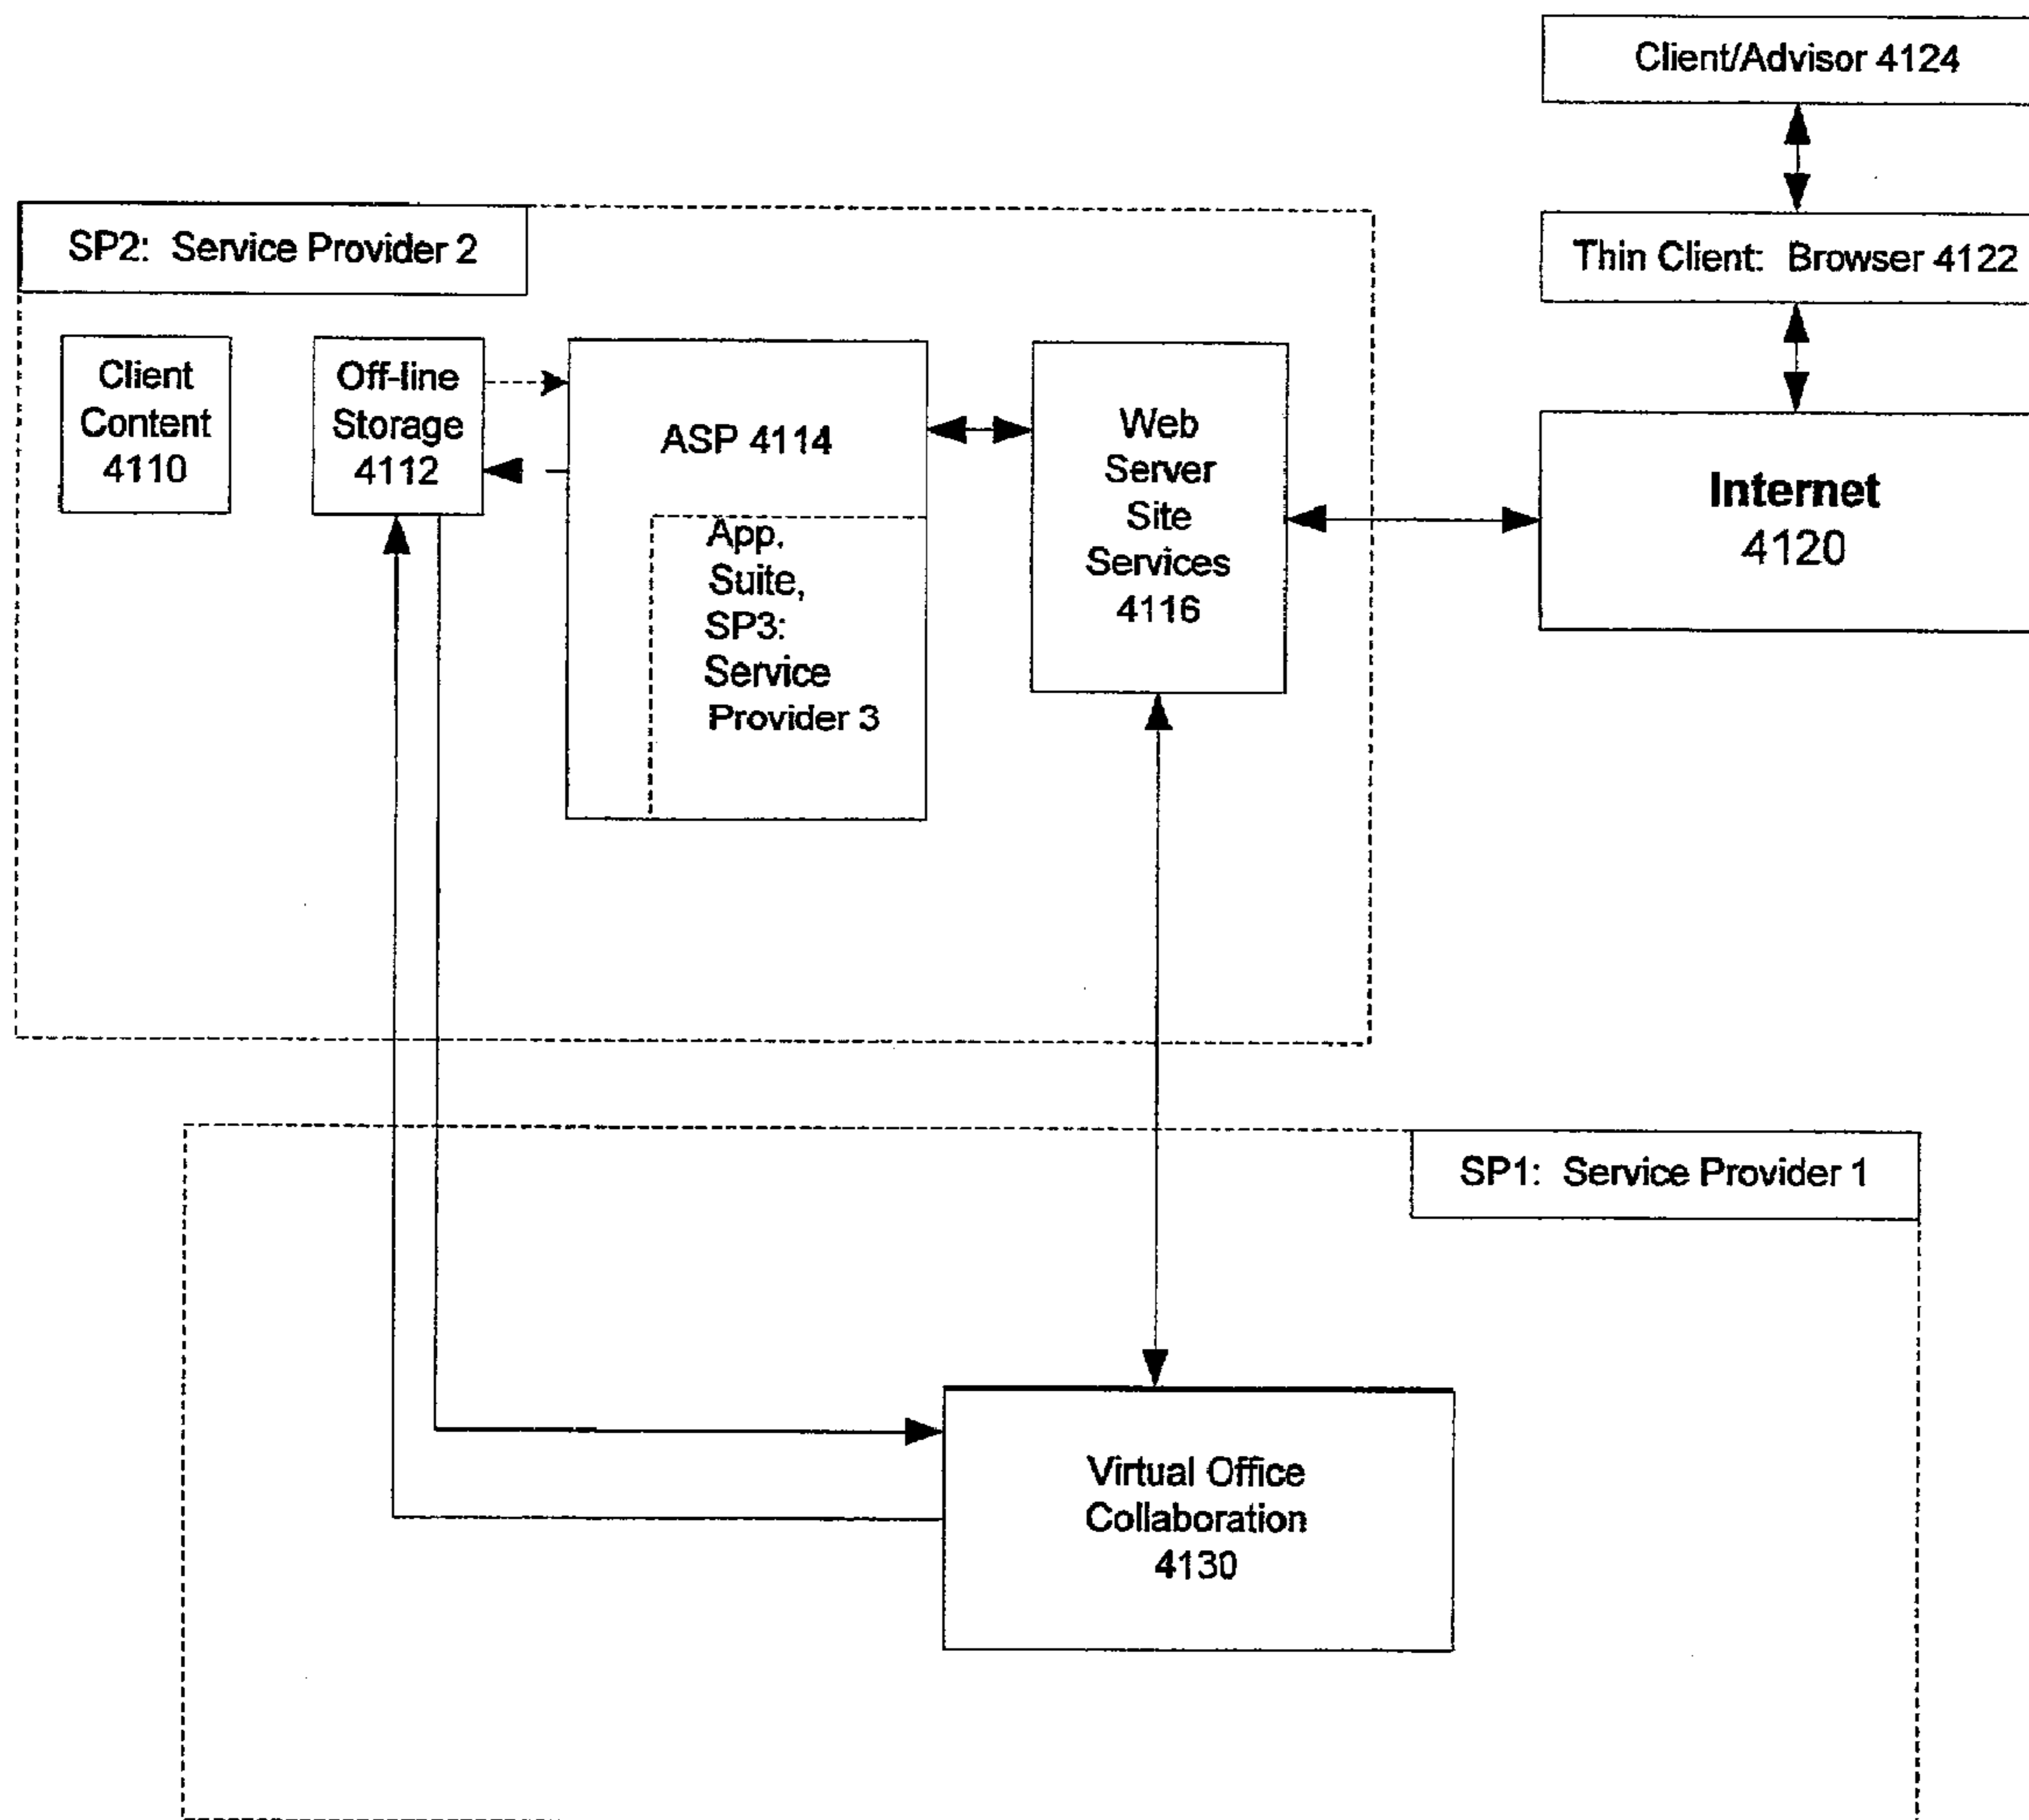 Client/Advisor 4124
SP2: Service Provider 2
Thin Client: Browser 4122
Client
Content
4110
Off-line
Storage
4112
ASP 4114
App.
Suite,
SP3:
Service
Provider 3
Web
Server
Site
Services
4116
Internet
4120
SP1: Service Provider 1
Virtual Office
Collaboration
4130